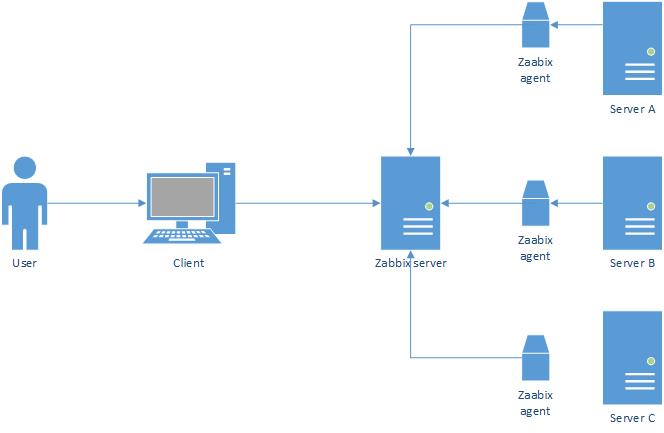 Zaabix
agent
Server A
User
Client
Zabbix server
Zaabix
agent
Server B
Zaabix
agent
Server C